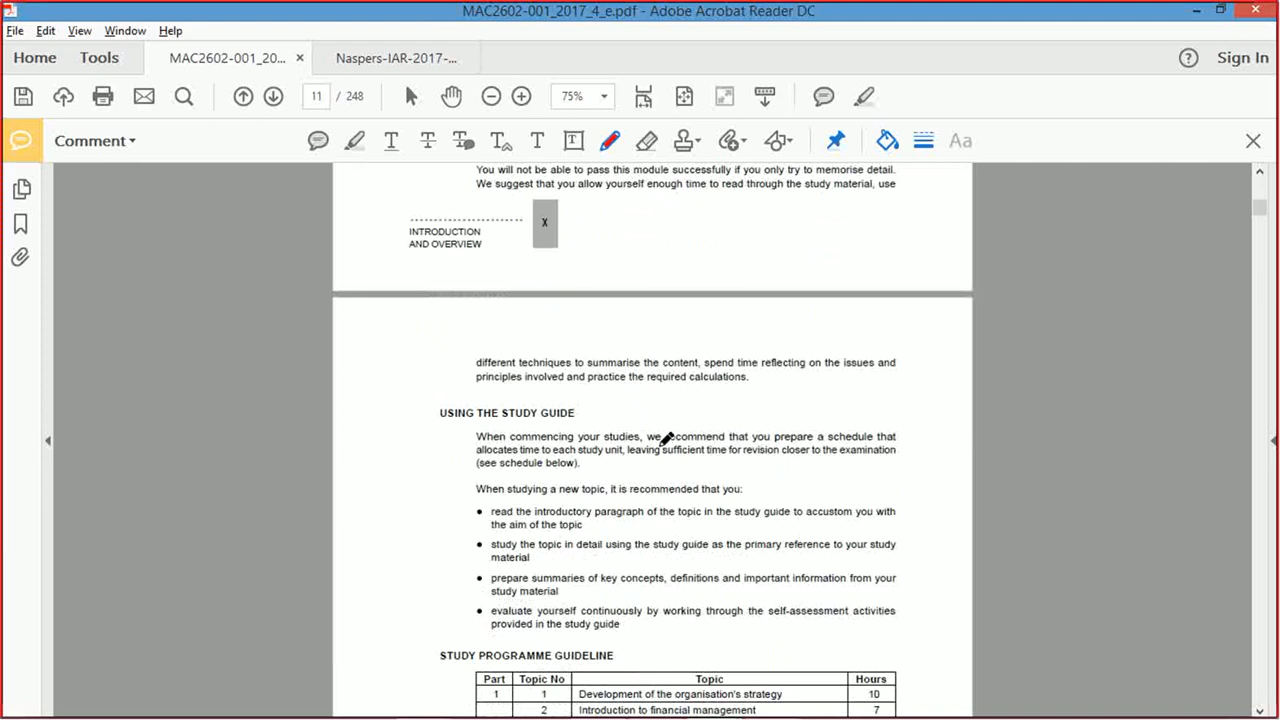 MAC2602-001_2017_4_e.pdf - Adobe Acrobat Reader DC
File Edit View Window Help
Home Tools MAC2602-001_20... × Naspers-IAR-2017-... Sign In
11 / 248 75%
Comment
You will not be able to pass this module successfully if you only try to memorise detail.
We suggest that you allow yourself enough time to read through the study material, use
INTRODUCTION
AND OVERVIEW
X
different techniques to summarise the content, spend time reflecting on the issues and
principles involved and practice the required calculations.
USING THE STUDY GUIDE
When commencing your studies, we recommend that you prepare a schedule that
allocates time to each study unit, leaving sufficient time for revision closer to the examination
(see schedule below).
When studying a new topic, it is recommended that you:
• read the introductory paragraph of the topic in the study guide to accustom you with
the aim of the topic
• study the topic in detail using the study guide as the primary reference to your study
material
• prepare summaries of key concepts, definitions and important information from your
study material
• evaluate yourself continuously by working through the self-assessment activities
provided in the study guide
STUDY PROGRAMME GUIDELINE
Part Topic No Topic Hours
1 1 Development of the organisation's strategy 10
2 Introduction to financial management 7